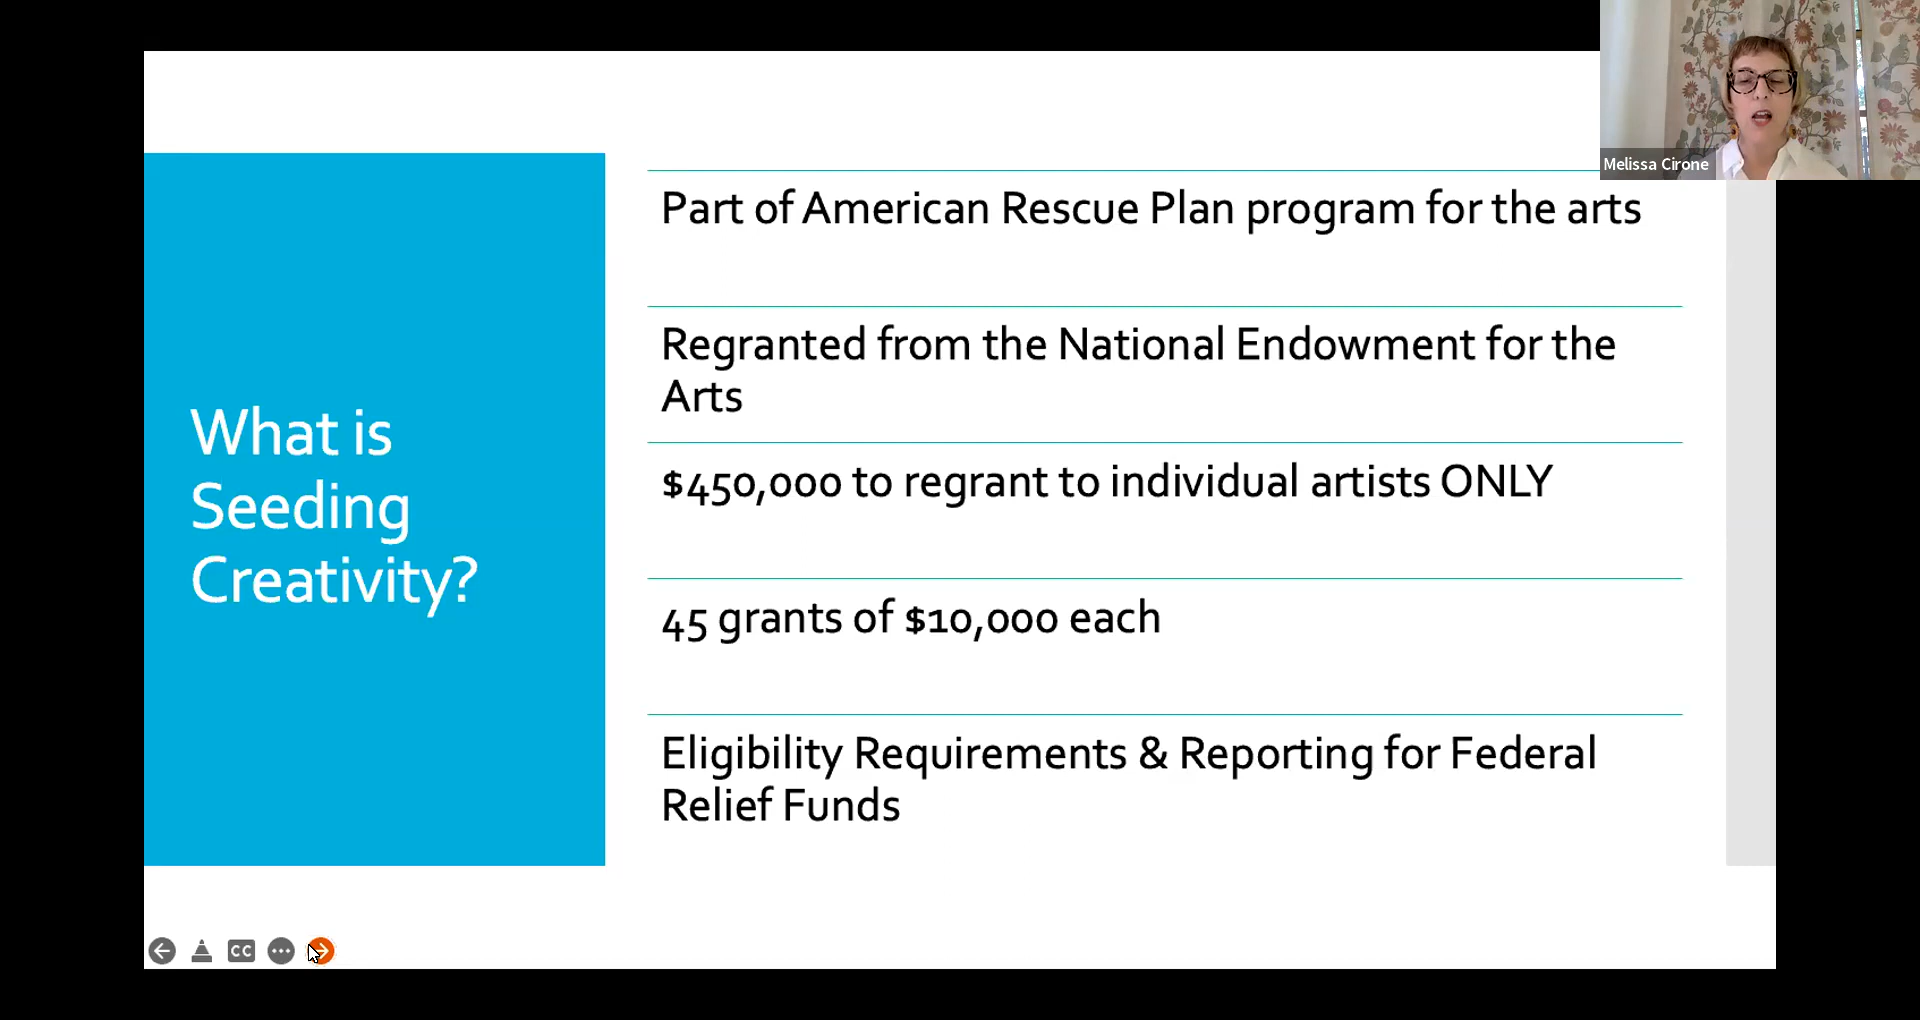 Melissa Cirone
What is
Seeding
Creativity?
Part of American Rescue Plan program for the arts
Regranted from the National Endowment for the
Arts
$450,000 to regrant to individual artists ONLY
45 grants of $10,000 each
Eligibility Requirements & Reporting for Federal
Relief Funds
CC